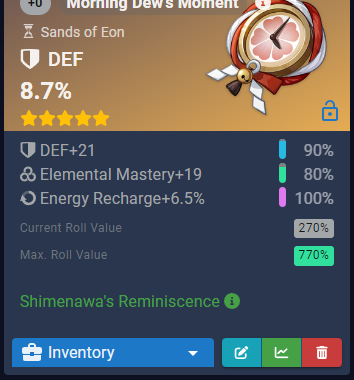 +0 Morning Dew's Moment
Sands of Eon
DEF
8.7%
DEF+21 90%
Elemental Mastery+19 80%
Energy Recharge+6.5% 100%
Current Roll Value 270%
Max. Roll Value 770%
Shimenawa's Reminiscence
Inventory